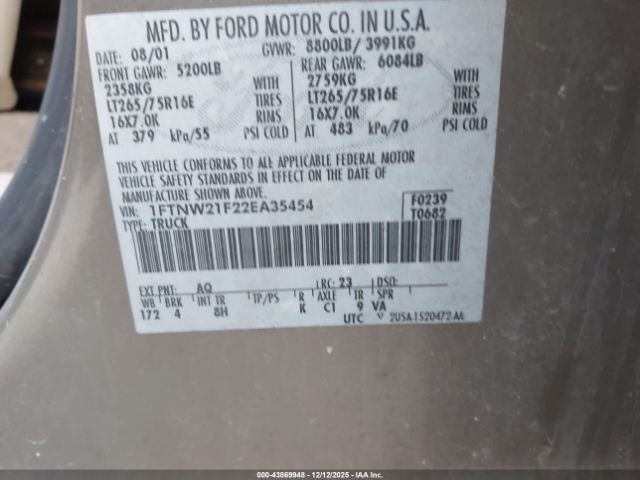 MFD. BY FORD MOTOR CO. IN U.S.A.
DATE: 08/01 GVWR: 8800LB/ 3991KG
FRONT GAWR: 5200LB REAR GAWR: 6084LB
2358KG WITH 2759KG WITH
LT265/75R16E TIRES LT265/75R16E TIRES
16X7.0K RIMS 16X7.0K RIMS
AT 379 kPa/55 PSI COLD AT 483 kPa/70 PSI COLD
THIS VEHICLE CONFORMS TO ALL APPLICABLE FEDERAL MOTOR
VEHICLE SAFETY STANDARDS IN EFFECT ON THE DATE OF
MANUFACTURE SHOWN ABOVE.
VIN: 1FTNW21F22EA35454 F0239
TYPE: TRUCK T0682
EXT PNT: AQ RC: 23 DSO:
WB BRK INT TR TP/PS R AXLE TR SPR
172 4 8H K C1 9 VA
UTC ▽ 2USA-1520472-AA
000-43869948 - 12/12/2025 - COPART